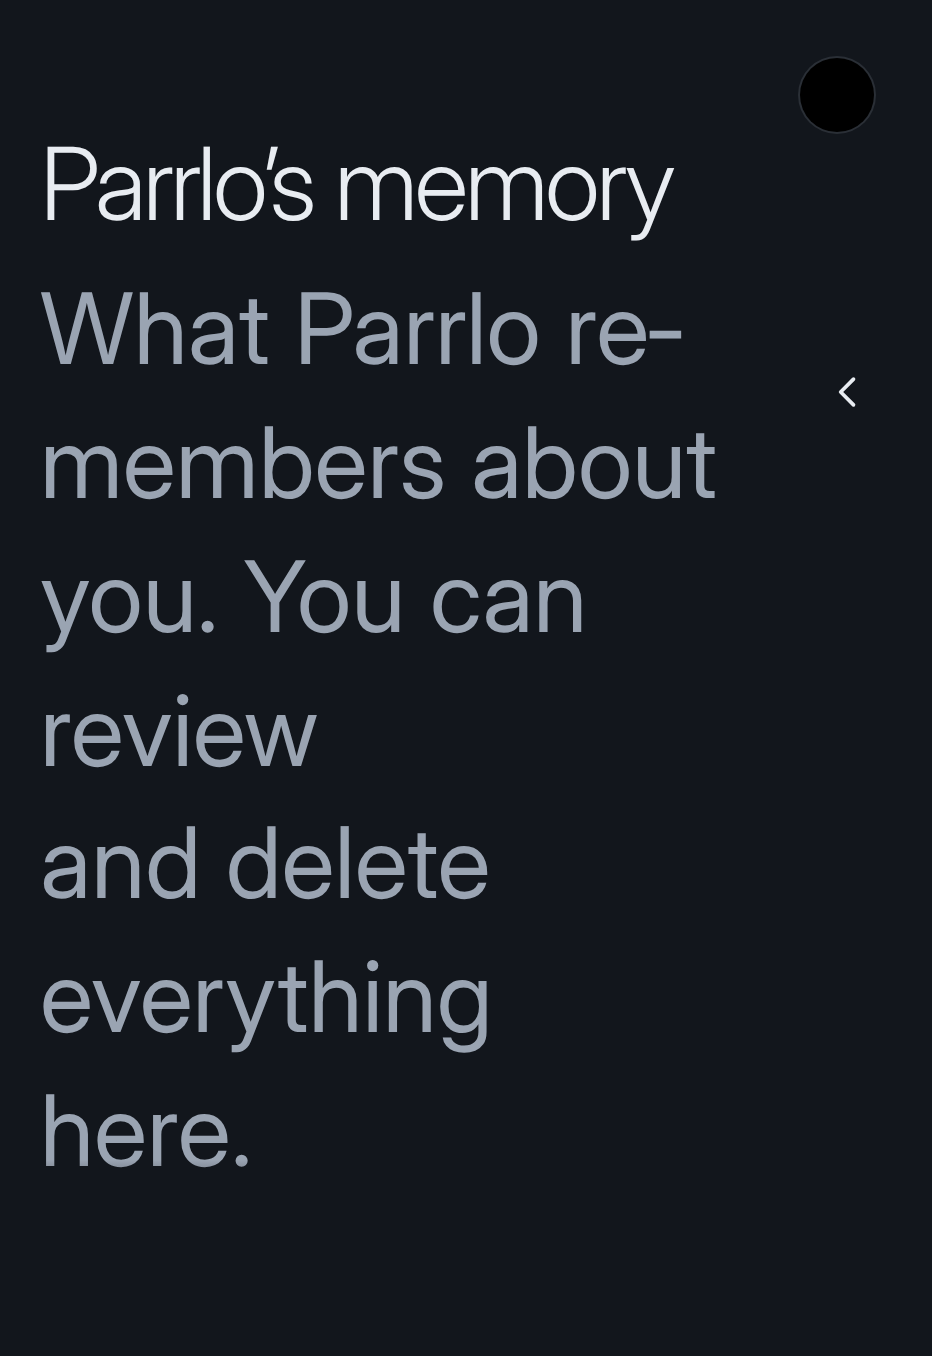 Parrlo’s memory
What Parrlo re-
members about
you. You can
review
and delete
everything
here.